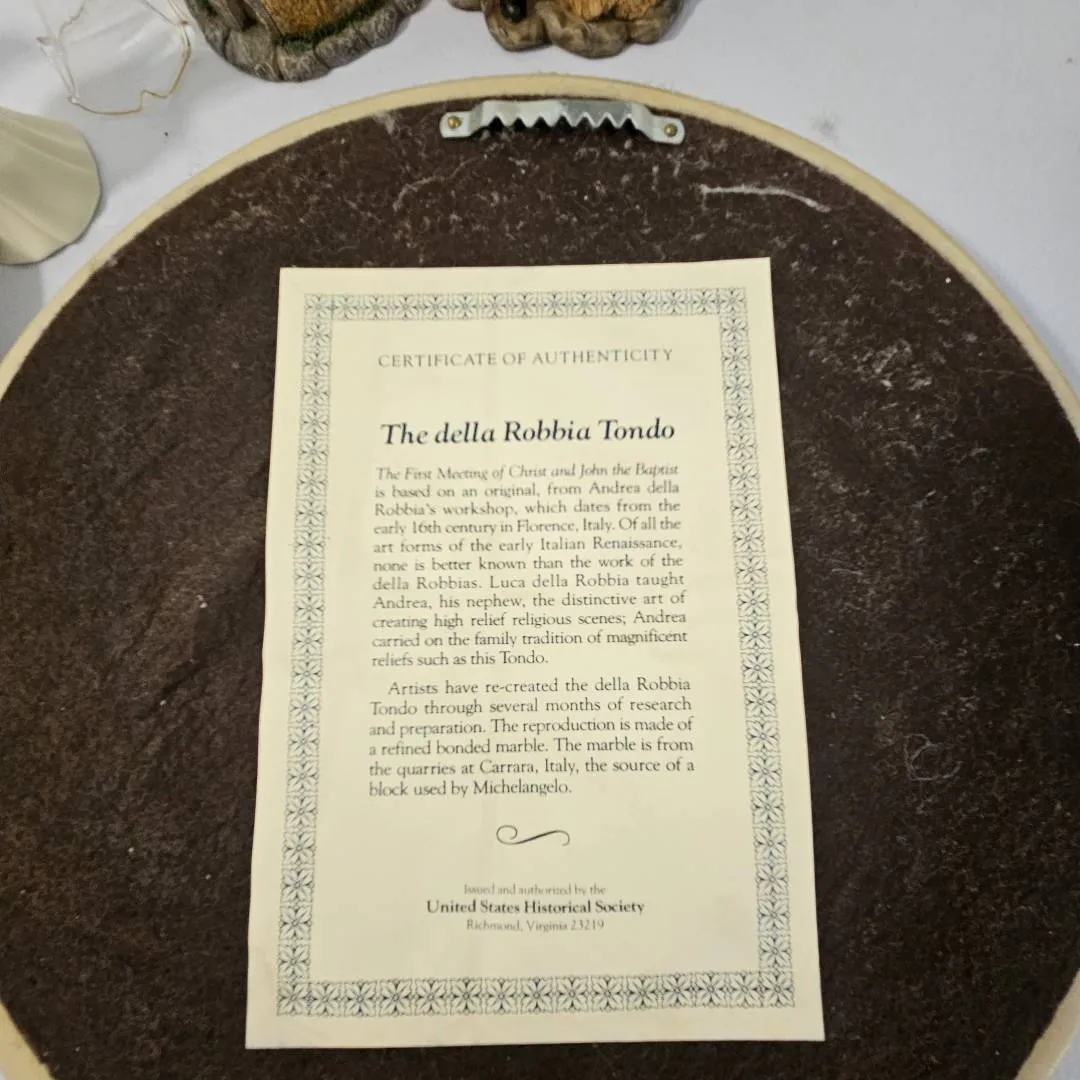 CERTIFICATE OF AUTHENTICITY
The della Robbia Tondo
The First Meeting of Christ and John the Baptist
is based on an original, from Andrea della
Robbia's workshop, which dates from the
early 16th century in Florence, Italy. Of all the
art forms of the early Italian Renaissance,
none is better known than the work of the
della Robbias. Luca della Robbia taught
Andrea, his nephew, the distinctive art of
creating high relief religious scenes; Andrea
carried on the family tradition of magnificent
reliefs such as this Tondo.
Artists have re-created the della Robbia
Tondo through several months of research
and preparation. The reproduction is made of
a refined bonded marble. The marble is from
the quarries at Carrara, Italy, the source of a
block used by Michelangelo.
Issued and authorized by the
United States Historical Society
Richmond, Virginia 23219